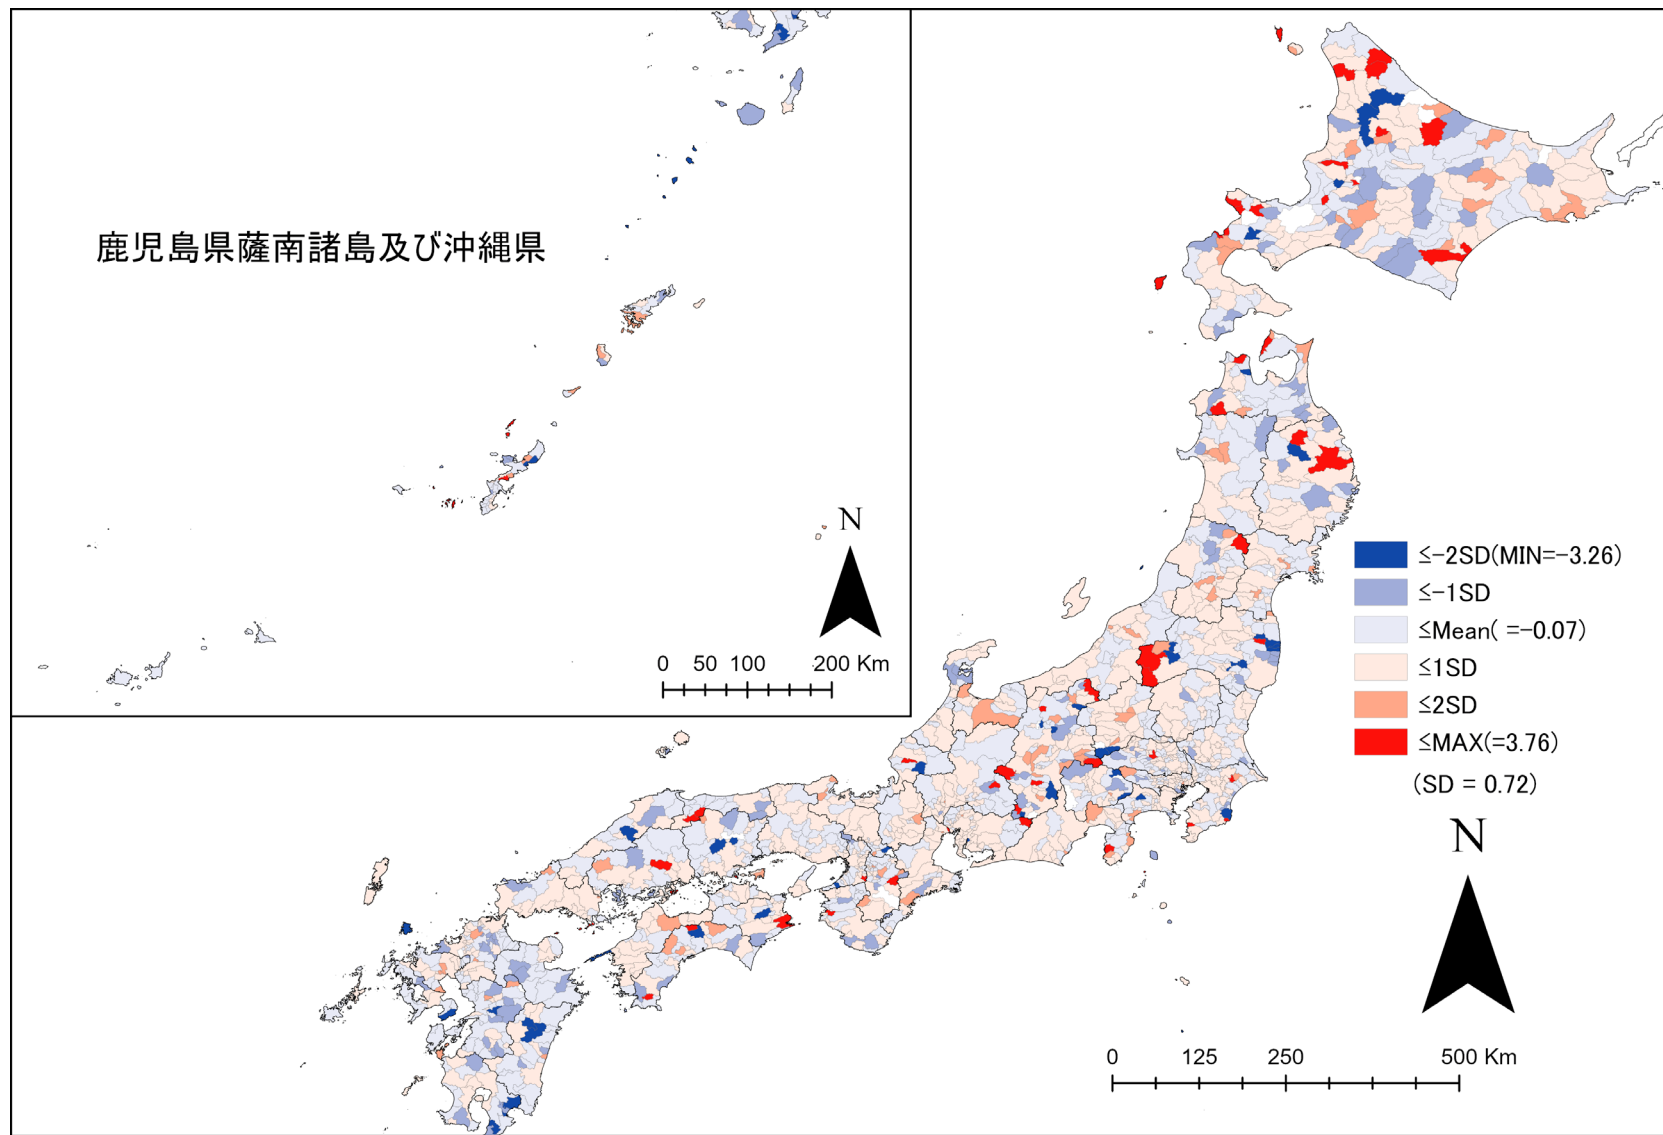 鹿児島県薩南諸島及び沖縄県
N
0 50 100 200 Km
≤-2SD(MIN=-3.26)
≤-1SD
≤Mean( =-0.07)
≤1SD
≤2SD
≤MAX(=3.76)
(SD = 0.72)
N
0 125 250 500 Km